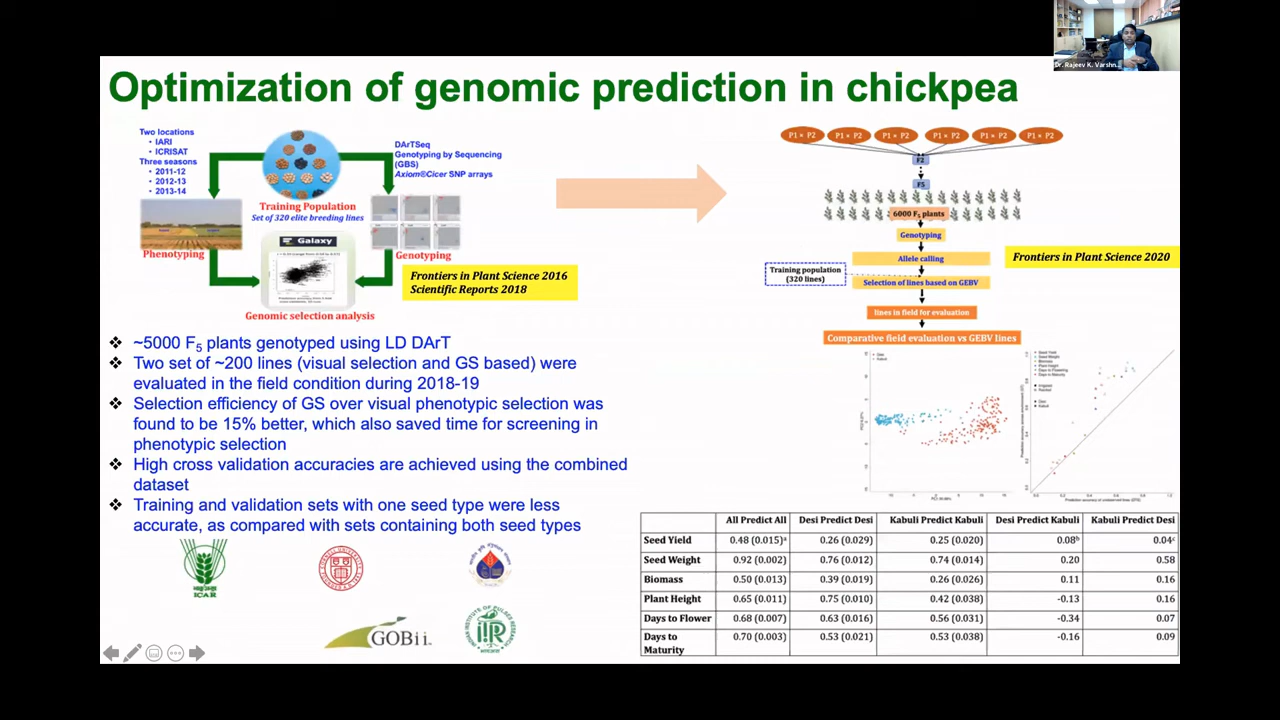 Dr. Rajeev K. Varshn...
Optimization of genomic prediction in chickpea
Two locations
• IARI
• ICRISAT
Three seasons
• 2011-12
• 2012-13
• 2013-14
DArTSeq
Genotyping by Sequencing
(GBS)
Axiom®Cicer SNP arrays
Training Population
Set of 320 elite breeding lines
Phenotyping
Galaxy
Genotyping
Genomic selection analysis
Frontiers in Plant Science 2016
Scientific Reports 2018
P1 × P2 P1 × P2 P1 × P2 P1 × P2 P1 × P2 P1 × P2
F2
F5
6000 F5 plants
Genotyping
Allele calling
Training population
(320 lines)
Selection of lines based on GEBV
lines in field for evaluation
Comparative field evaluation vs GEBV lines
Frontiers in Plant Science 2020
❖ ~5000 F5 plants genotyped using LD DArT
❖ Two set of ~200 lines (visual selection and GS based) were
evaluated in the field condition during 2018-19
❖ Selection efficiency of GS over visual phenotypic selection was
found to be 15% better, which also saved time for screening in
phenotypic selection
❖ High cross validation accuracies are achieved using the combined
dataset
❖ Training and validation sets with one seed type were less
accurate, as compared with sets containing both seed types
ICAR
GOBii
All Predict All Desi Predict Desi Kabuli Predict Kabuli Desi Predict Kabuli Kabuli Predict Desi
Seed Yield 0.48 (0.015)a 0.26 (0.029) 0.25 (0.020) 0.08b 0.04c
Seed Weight 0.92 (0.002) 0.76 (0.012) 0.74 (0.014) 0.20 0.58
Biomass 0.50 (0.013) 0.39 (0.019) 0.26 (0.026) 0.11 0.16
Plant Height 0.65 (0.011) 0.75 (0.010) 0.42 (0.038) -0.13 0.16
Days to Flower 0.68 (0.007) 0.63 (0.016) 0.56 (0.031) -0.34 0.07
Days to 0.70 (0.003) 0.53 (0.021) 0.53 (0.038) -0.16 0.09
Maturity